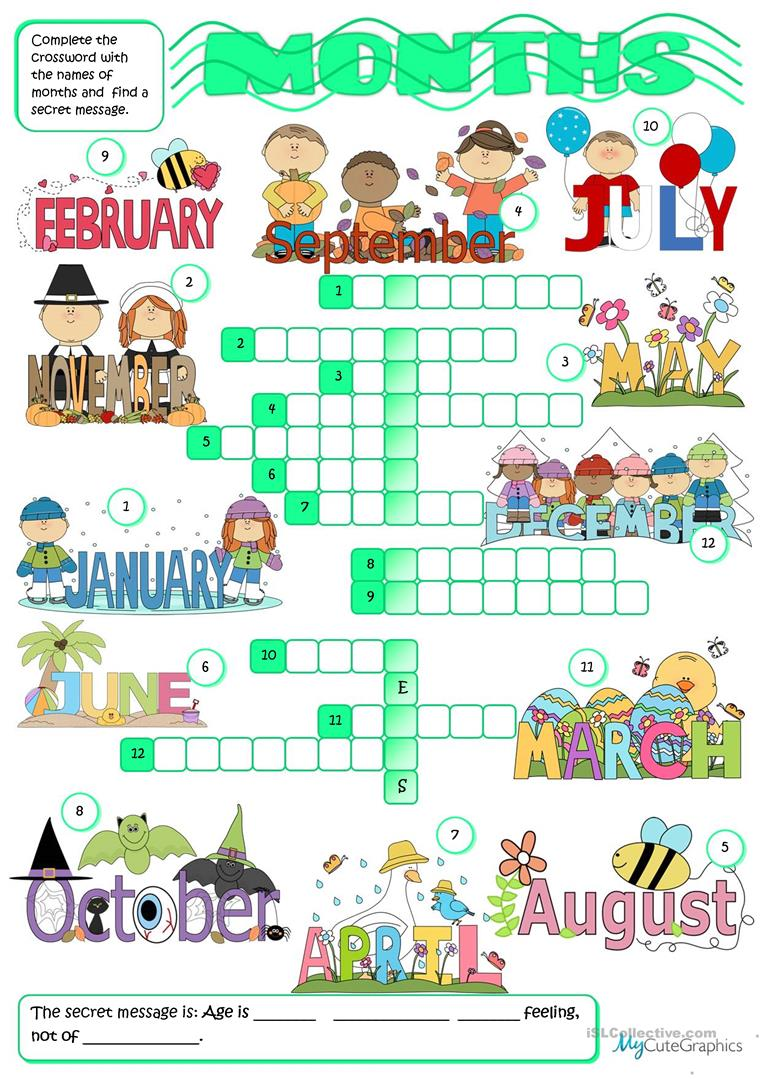 Complete the
crossword with
the names of
months and find a
secret message.
MONTHS
9
FEBRUARY
4
September
10
JULY
2
NOVEMBER
1
2
3
4
5
6
7
3
MAY
1
JANUARY
DECEMBER
12
8
9
6
JUNE
10
E
11
12
S
11
MARCH
8
October
7
APRIL
5
August
The secret message is: Age is _______ _____________ _______ feeling,
not of _____________.
iSLCollective.com
MyCuteGraphics